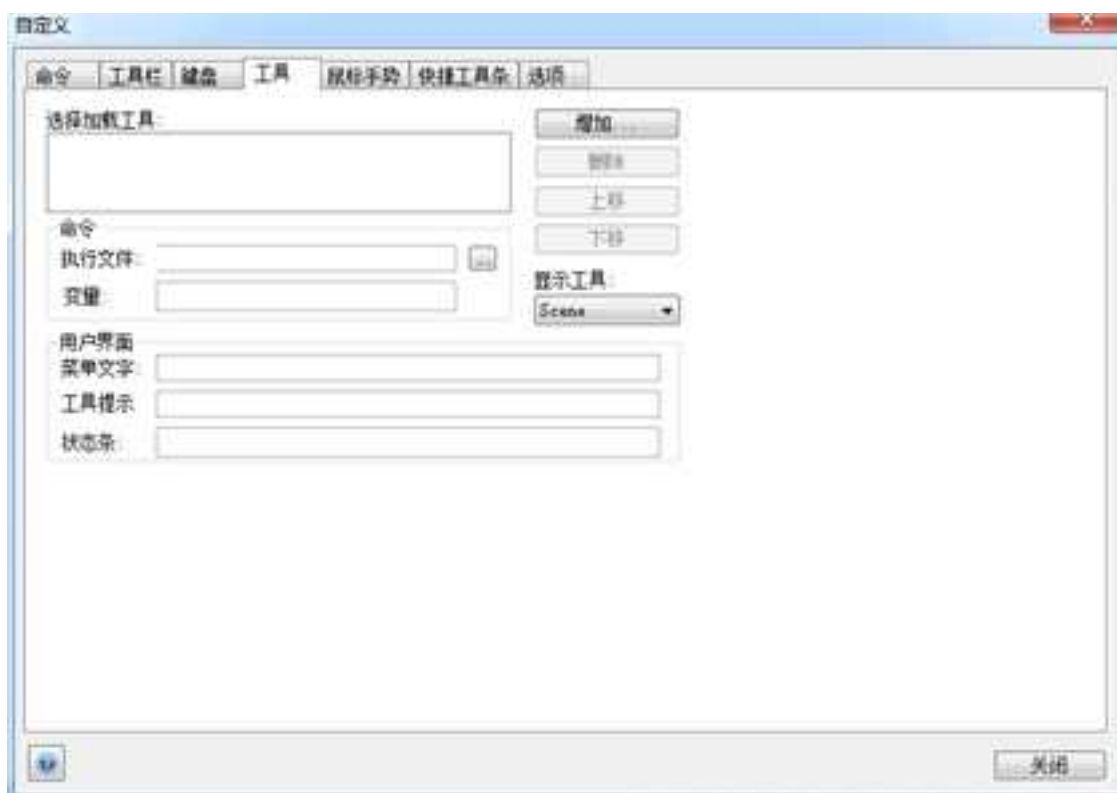 自定义
命令 工具栏 键盘 工具 鼠标手势 快捷工具条 选项
选择加载工具:
增加...
删除
上移
下移
命令
执行文件:
...
变量:
显示工具:
Scene
用户界面
菜单文字:
工具提示
状态条:
关闭